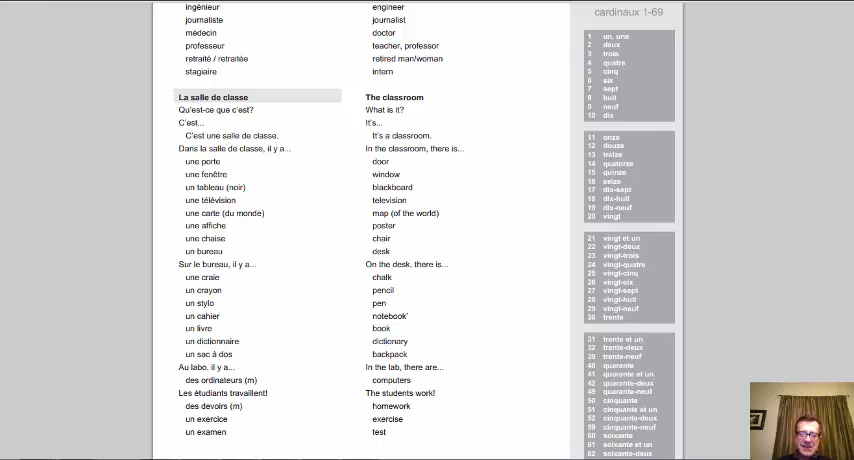 ingénieur engineer
journaliste journalist
médecin doctor
professeur teacher, professor
retraité / retraitée retired man/woman
stagiaire intern
La salle de classe The classroom
Qu'est-ce que c'est? What is it?
C'est... It's...
C'est une salle de classe. It's a classroom.
Dans la salle de classe, il y a... In the classroom, there is...
une porte door
une fenêtre window
un tableau (noir) blackboard
une télévision television
une carte (du monde) map (of the world)
une affiche poster
une chaise chair
un bureau desk
Sur le bureau, il y a... On the desk, there is...
une craie chalk
un crayon pencil
un stylo pen
un cahier notebook`
un livre book
un dictionnaire dictionary
un sac à dos backpack
Au labo, il y a... In the lab, there are...
des ordinateurs (m) computers
Les étudiants travaillent! The students work!
des devoirs (m) homework
un exercice exercise
un examen test
cardinaux 1-69
1 un, une
2 deux
3 trois
4 quatre
5 cinq
6 six
7 sept
8 huit
9 neuf
10 dix
11 onze
12 douze
13 treize
14 quatorze
15 quinze
16 seize
17 dix-sept
18 dix-huit
19 dix-neuf
20 vingt
21 vingt et un
22 vingt-deux
23 vingt-trois
24 vingt-quatre
25 vingt-cinq
26 vingt-six
27 vingt-sept
28 vingt-huit
29 vingt-neuf
30 trente
31 trente et un
32 trente-deux
39 trente-neuf
40 quarante
41 quarante et un
42 quarante-deux
49 quarante-neuf
50 cinquante
51 cinquante et un
52 cinquante-deux
59 cinquante-neuf
60 soixante
61 soixante et un
62 soixante-deux